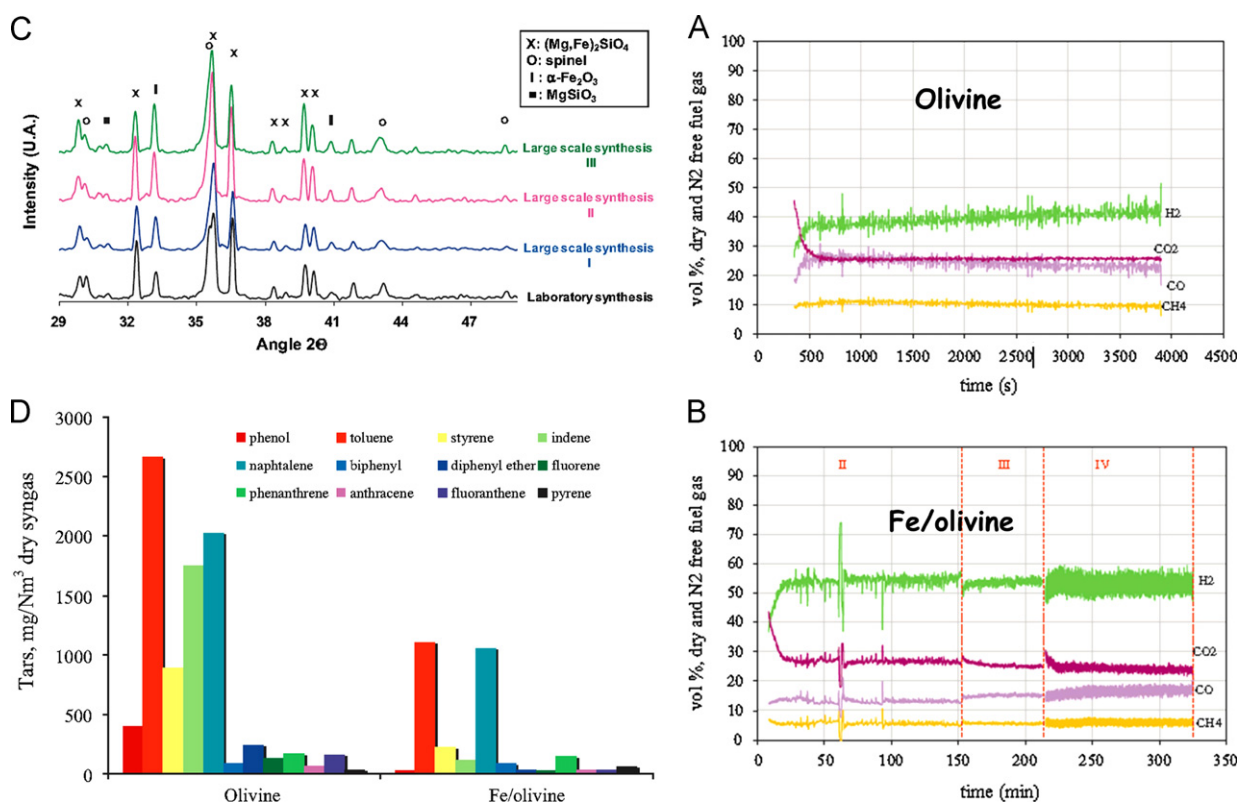 C
X: (Mg,Fe)₂SiO₄
O: spinel
I : α-Fe₂O₃
■: MgSiO₃
X
O
■
X
I
O
X
X
X
X
X X
I
O
O
Intensity (U.A.)
Large scale synthesis
III
Large scale synthesis
II
Large scale synthesis
I
Laboratory synthesis
29 32 35 38 41 44 47
Angle 2Θ
A
Olivine
vol %, dry and N2 free fuel gas
100
90
80
70
60
50
40
30
20
10
0
H2
CO2
CO
CH4
0 500 1000 1500 2000 2500 3000 3500 4000 4500
time (s)
D
Tars, mg/Nm³ dry syngas
3000
2500
2000
1500
1000
500
0
phenol toluene styrene indene
naptalene biphenyl diphenyl ether fluorene
phenanthrene anthracene fluoranthene pyrene
Olivine Fe/olivine
B
II III IV
Fe/olivine
vol %, dry and N2 free fuel gas
100
90
80
70
60
50
40
30
20
10
0
H2
CO2
CO
CH4
0 50 100 150 200 250 300 350
time (min)